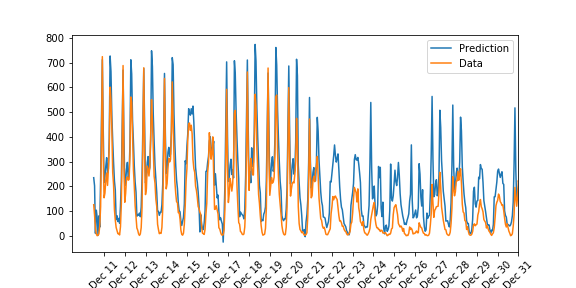 800
700
600
500
400
300
200
100
0
Prediction
Data
Dec 11
Dec 12
Dec 13
Dec 14
Dec 15
Dec 16
Dec 17
Dec 18
Dec 19
Dec 20
Dec 21
Dec 22
Dec 23
Dec 24
Dec 25
Dec 26
Dec 27
Dec 28
Dec 29
Dec 30
Dec 31